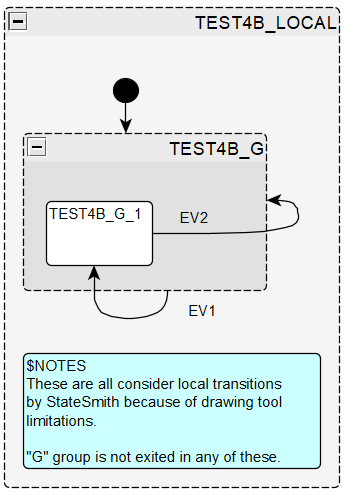 TEST4B_LOCAL
TEST4B_G
TEST4B_G_1
EV2
EV1
$NOTES
These are all consider local transitions
by StateSmith because of drawing tool
limitations.
"G" group is not exited in any of these.